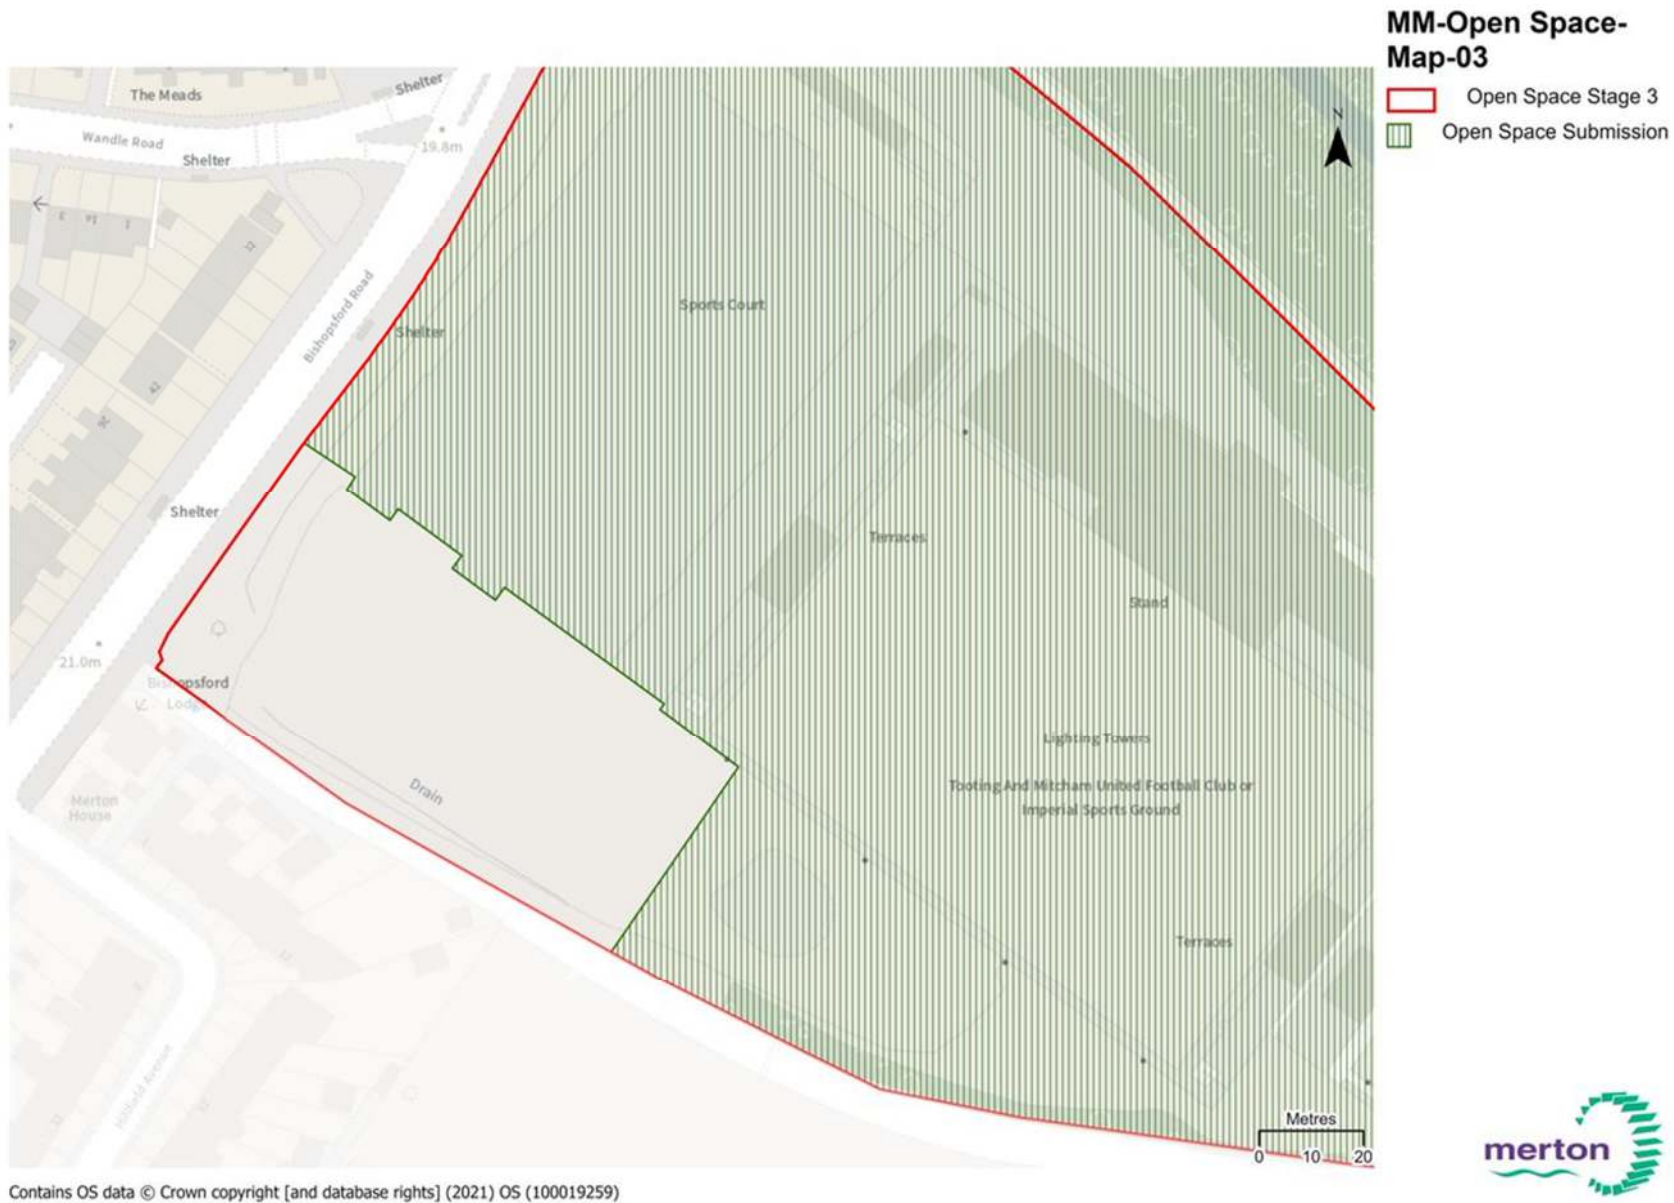 MM-Open Space-
Map-03
Open Space Stage 3
Open Space Submission
N
The Meads
Shelter
Wandle Road
Shelter
19.8m
Bishopsford Road
Shelter
Sports Court
42
Shelter
Terraces
Stand
21.0m
Bishopsford
Lodge
Lighting Towers
Drain
Tooting And Mitcham United Football Club or
Imperial Sports Ground
Merton
House
Terraces
Metres
0 10 20
merton
Contains OS data © Crown copyright [and database rights] (2021) OS (100019259)